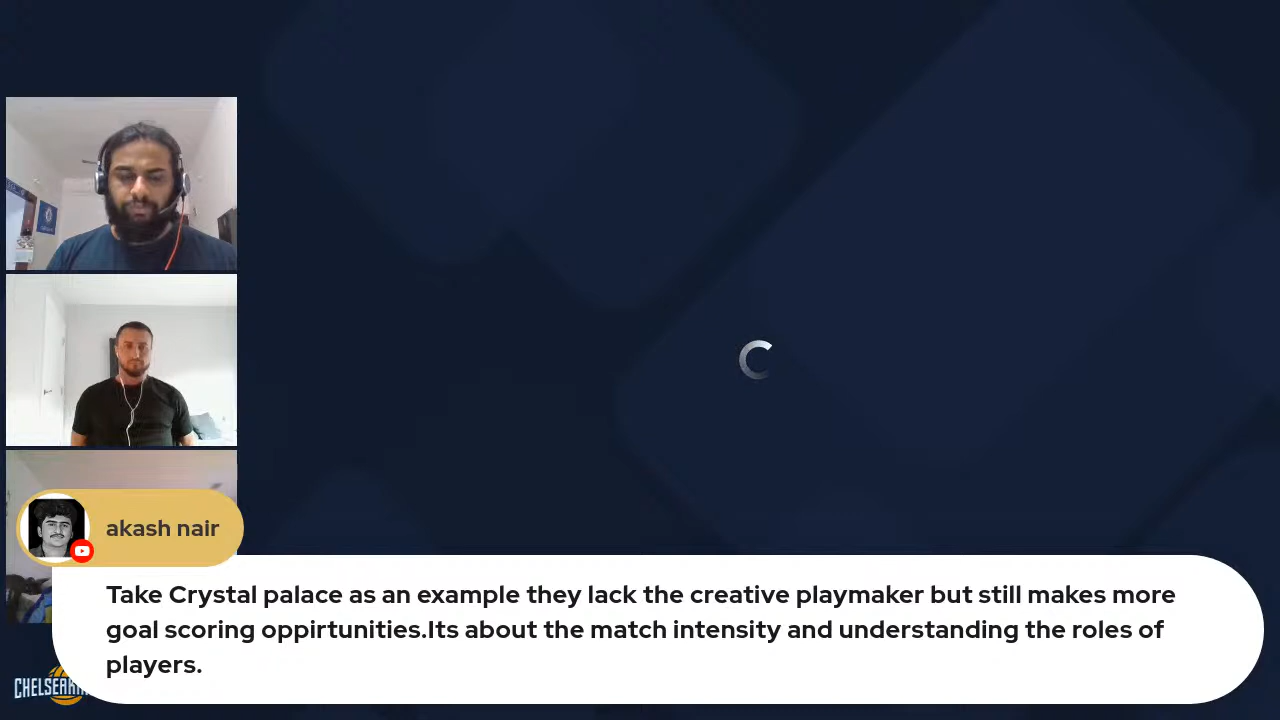 akash nair
Take Crystal palace as an example they lack the creative playmaker but still makes more
goal scoring oppirtunities.Its about the match intensity and understanding the roles of
players.